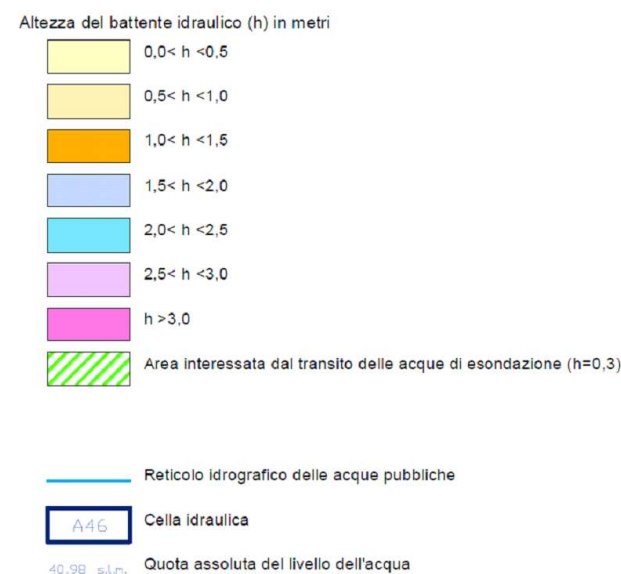 Altezza del battente idraulico (h) in metri
0,0< h <0,5
0,5< h <1,0
1,0< h <1,5
1,5< h <2,0
2,0< h <2,5
2,5< h <3,0
h >3,0
Area interessata dal transito delle acque di esondazione (h=0,3)
Reticolo idrografico delle acque pubbliche
A46 Cella idraulica
40.98 s.l.m. Quota assoluta del livello dell'acqua